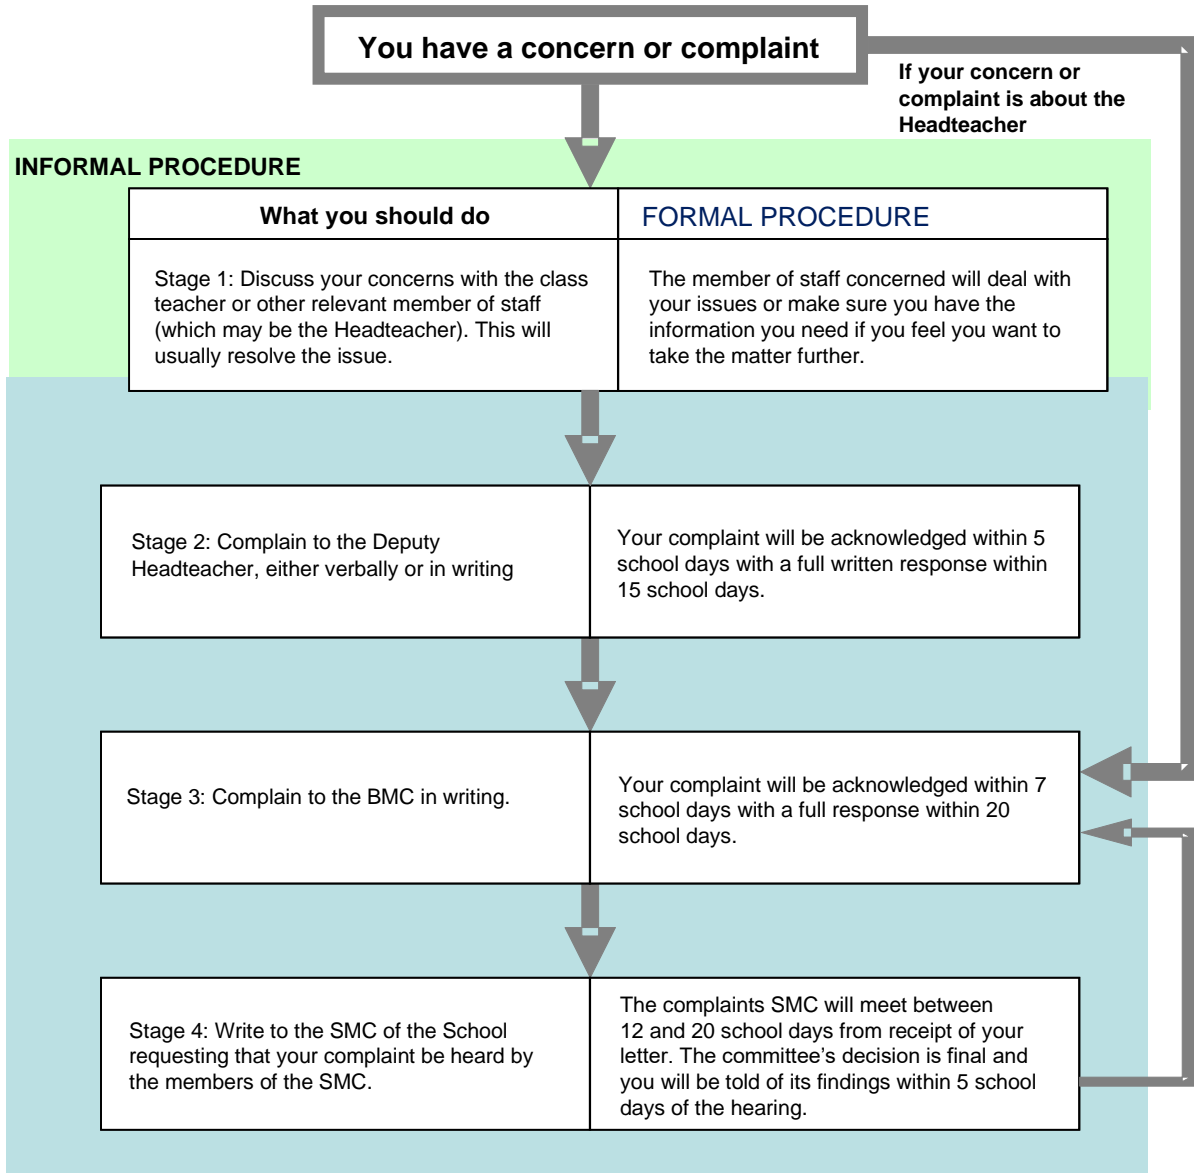 You have a concern or complaint
If your concern or
complaint is about the
Headteacher
INFORMAL PROCEDURE
What you should do
FORMAL PROCEDURE
Stage 1: Discuss your concerns with the class
teacher or other relevant member of staff
(which may be the Headteacher). This will
usually resolve the issue.
The member of staff concerned will deal with
your issues or make sure you have the
information you need if you feel you want to
take the matter further.
Stage 2: Complain to the Deputy
Headteacher, either verbally or in writing
Your complaint will be acknowledged within 5
school days with a full written response within
15 school days.
Stage 3: Complain to the BMC in writing.
Your complaint will be acknowledged within 7
school days with a full response within 20
school days.
Stage 4: Write to the SMC of the School
requesting that your complaint be heard by
the members of the SMC.
The complaints SMC will meet between
12 and 20 school days from receipt of your
letter. The committee’s decision is final and
you will be told of its findings within 5 school
days of the hearing.